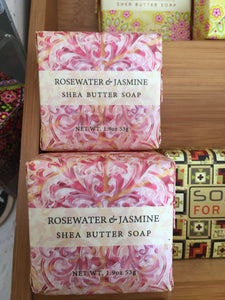 SHEA BUTTER SOAP
ROSEWATER & JASMINE
SHEA BUTTER SOAP
NET WT. 1.9oz 53g
ROSEWATER & JASMINE
SHEA BUTTER SOAP
NET WT. 1.9oz 53g
SO
FOR